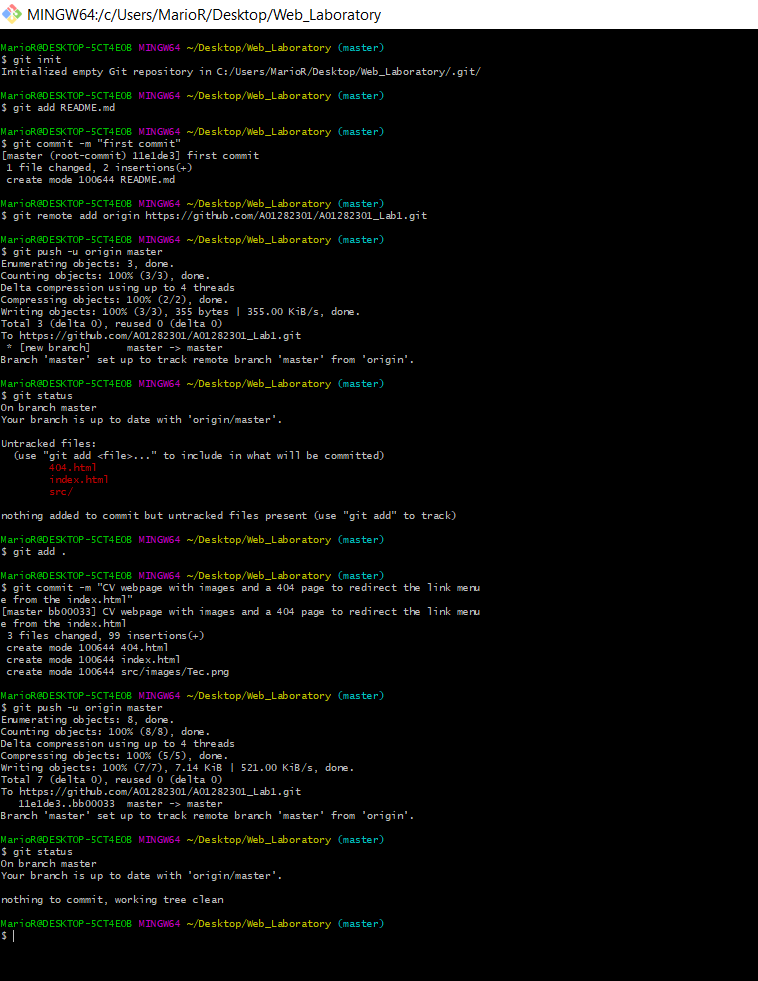 MINGW64:/c/Users/MarioR/Desktop/Web_Laboratory
MarioR@DESKTOP-5CT4EOB MINGW64 ~/Desktop/Web_Laboratory (master)
$ git init
Initialized empty Git repository in C:/Users/MarioR/Desktop/Web_Laboratory/.git/
MarioR@DESKTOP-5CT4EOB MINGW64 ~/Desktop/Web_Laboratory (master)
$ git add README.md
MarioR@DESKTOP-5CT4EOB MINGW64 ~/Desktop/Web_Laboratory (master)
$ git commit -m "first commit"
[master (root-commit) 11e1de3] first commit
 1 file changed, 2 insertions(+)
 create mode 100644 README.md
MarioR@DESKTOP-5CT4EOB MINGW64 ~/Desktop/Web_Laboratory (master)
$ git remote add origin https://github.com/A01282301/A01282301_Lab1.git
MarioR@DESKTOP-5CT4EOB MINGW64 ~/Desktop/Web_Laboratory (master)
$ git push -u origin master
Enumerating objects: 3, done.
Counting objects: 100% (3/3), done.
Delta compression using up to 4 threads
Compressing objects: 100% (2/2), done.
Writing objects: 100% (3/3), 355 bytes | 355.00 KiB/s, done.
Total 3 (delta 0), reused 0 (delta 0)
To https://github.com/A01282301/A01282301_Lab1.git
 * [new branch]      master -> master
Branch 'master' set up to track remote branch 'master' from 'origin'.
MarioR@DESKTOP-5CT4EOB MINGW64 ~/Desktop/Web_Laboratory (master)
$ git status
On branch master
Your branch is up to date with 'origin/master'.
Untracked files:
  (use "git add <file>..." to include in what will be committed)
        404.html
        index.html
        src/
nothing added to commit but untracked files present (use "git add" to track)
MarioR@DESKTOP-5CT4EOB MINGW64 ~/Desktop/Web_Laboratory (master)
$ git add .
MarioR@DESKTOP-5CT4EOB MINGW64 ~/Desktop/Web_Laboratory (master)
$ git commit -m "CV webpage with images and a 404 page to redirect the link menu
e from the index.html"
[master bb00033] CV webpage with images and a 404 page to redirect the link menu
e from the index.html
 3 files changed, 99 insertions(+)
 create mode 100644 404.html
 create mode 100644 index.html
 create mode 100644 src/images/Tec.png
MarioR@DESKTOP-5CT4EOB MINGW64 ~/Desktop/Web_Laboratory (master)
$ git push -u origin master
Enumerating objects: 8, done.
Counting objects: 100% (8/8), done.
Delta compression using up to 4 threads
Compressing objects: 100% (5/5), done.
Writing objects: 100% (7/7), 7.14 KiB | 521.00 KiB/s, done.
Total 7 (delta 0), reused 0 (delta 0)
To https://github.com/A01282301/A01282301_Lab1.git
   11e1de3..bb00033  master -> master
Branch 'master' set up to track remote branch 'master' from 'origin'.
MarioR@DESKTOP-5CT4EOB MINGW64 ~/Desktop/Web_Laboratory (master)
$ git status
On branch master
Your branch is up to date with 'origin/master'.
nothing to commit, working tree clean
MarioR@DESKTOP-5CT4EOB MINGW64 ~/Desktop/Web_Laboratory (master)
$